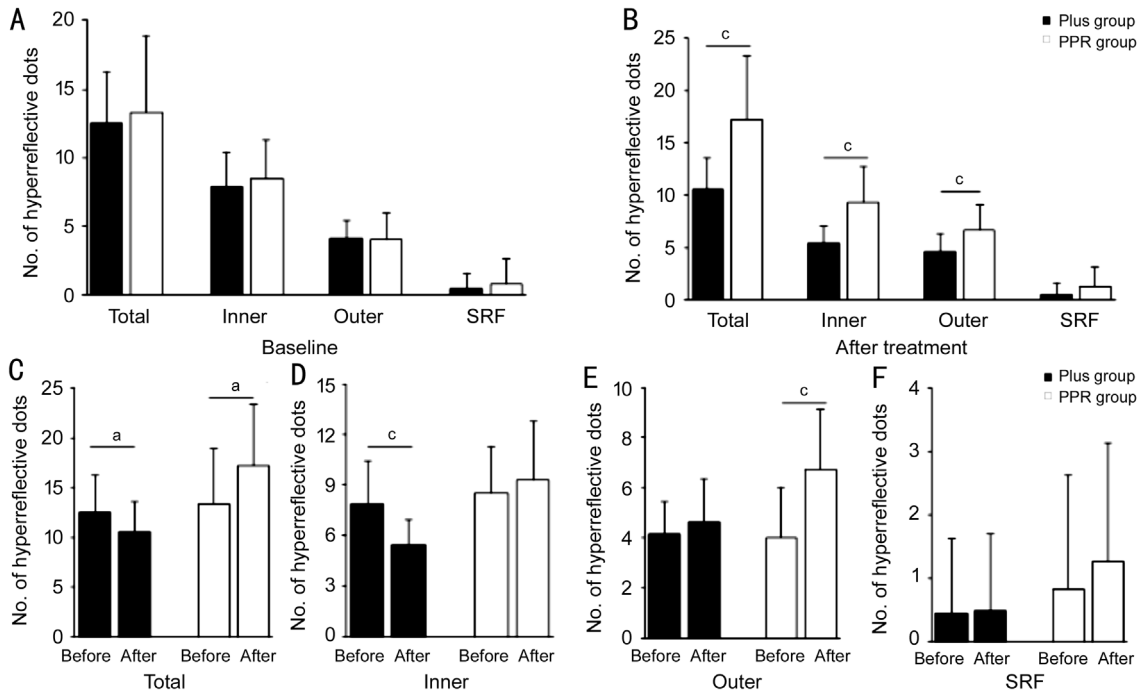 A
No. of hyperreflective dots
20
15
10
5
0
Total Inner Outer SRF
Baseline
B
No. of hyperreflective dots
25
20
15
10
5
0
c
c
c
Total Inner Outer SRF
After treatment
Plus group
PPR group
C
No. of hyperreflective dots
25
20
15
10
5
0
a
a
Before After Before After
Total
D
No. of hyperreflective dots
15
12
9
6
3
0
c
Before After Before After
Inner
E
No. of hyperreflective dots
10
8
6
4
2
0
c
Before After Before After
Outer
F
No. of hyperreflective dots
4
3
2
1
0
Before After Before After
SRF
Plus group
PPR group